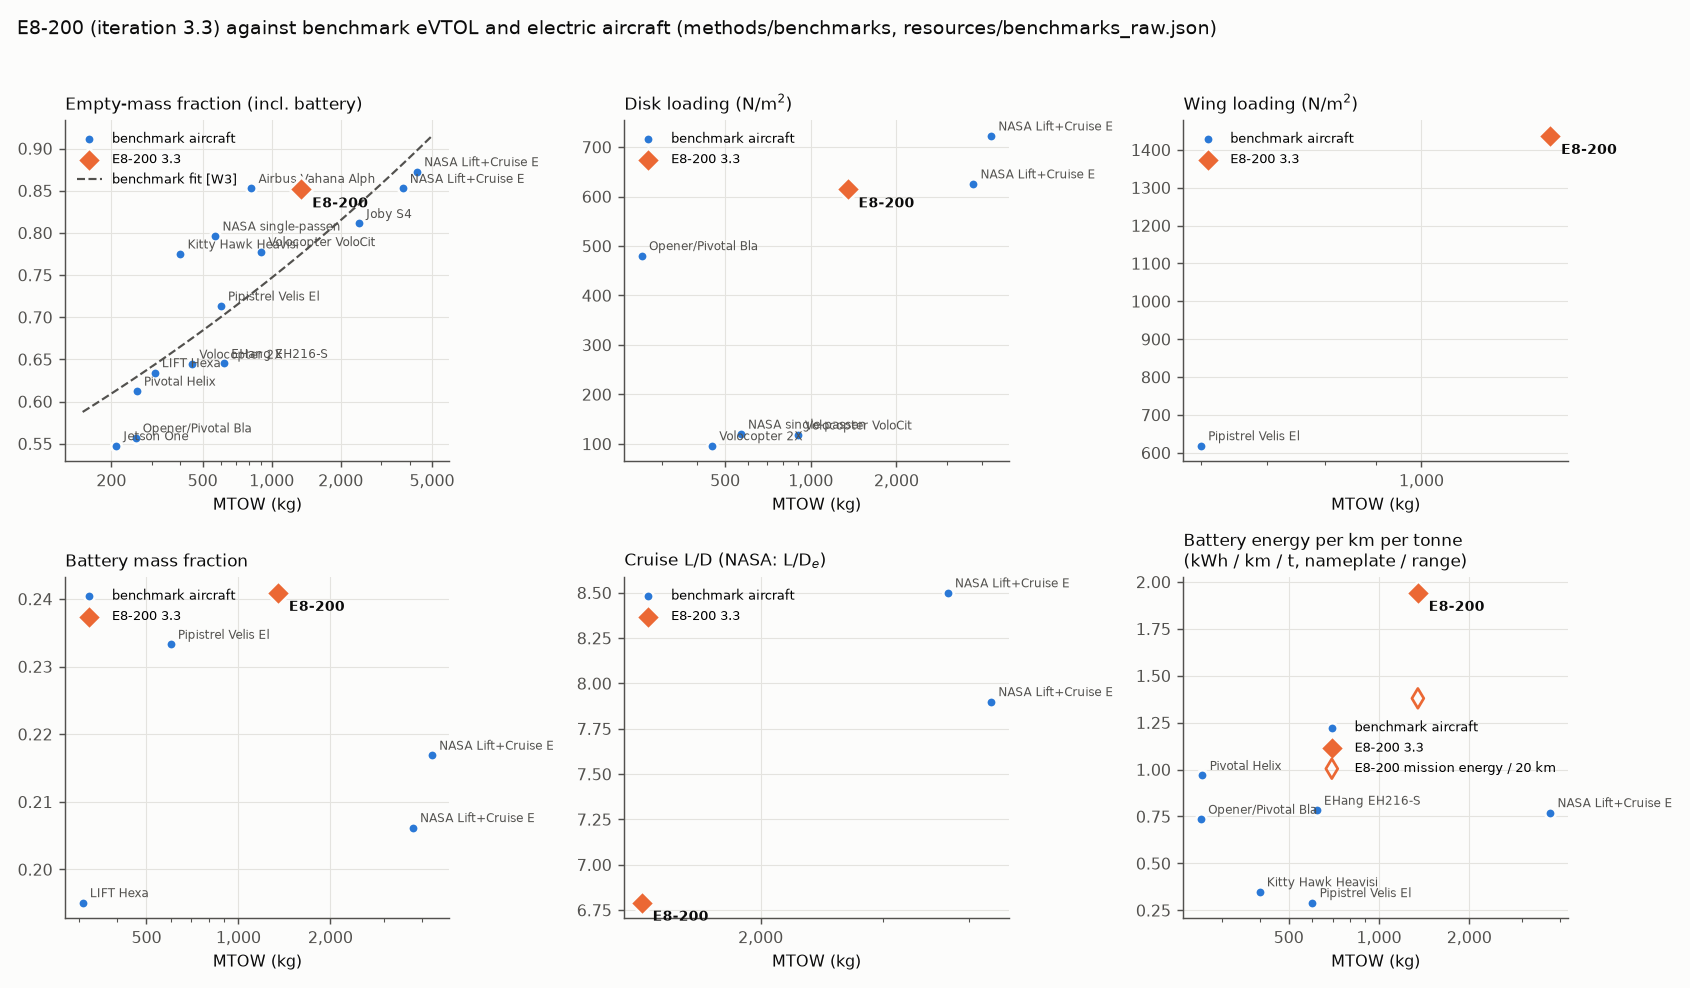 E8-200 (iteration 3.3) against benchmark eVTOL and electric aircraft (methods/benchmarks, resources/benchmarks_raw.json)
Empty-mass fraction (incl. battery)
benchmark aircraft
E8-200 3.3
benchmark fit [W3]
0.90
0.85
0.80
0.75
0.70
0.65
0.60
0.55
NASA Lift+Cruise E
NASA Lift+Cruise E
Airbus Vahana Alph
E8-200
Joby S4
NASA single-passen
Volocopter VoloCit
Kitty Hawk Heavisi
Pipistrel Velis El
Volocopter 2X
EHang EH216-S
LIFT Hexa
Pivotal Helix
Opener/Pivotal Bla
Jetson One
200
500
1,000
2,000
5,000
MTOW (kg)
Disk loading (N/m²)
benchmark aircraft
E8-200 3.3
700
600
500
400
300
200
100
NASA Lift+Cruise E
NASA Lift+Cruise E
E8-200
Opener/Pivotal Bla
NASA single-passen
Volocopter VoloCit
Volocopter 2X
500
1,000
2,000
MTOW (kg)
Wing loading (N/m²)
benchmark aircraft
E8-200 3.3
1400
1300
1200
1100
1000
900
800
700
600
E8-200
Pipistrel Velis El
1,000
MTOW (kg)
Battery mass fraction
benchmark aircraft
E8-200 3.3
0.24
0.23
0.22
0.21
0.20
E8-200
Pipistrel Velis El
NASA Lift+Cruise E
NASA Lift+Cruise E
LIFT Hexa
500
1,000
2,000
MTOW (kg)
Cruise L/D (NASA: L/Dₑ)
benchmark aircraft
E8-200 3.3
8.50
8.25
8.00
7.75
7.50
7.25
7.00
6.75
NASA Lift+Cruise E
NASA Lift+Cruise E
E8-200
2,000
MTOW (kg)
Battery energy per km per tonne
(kWh / km / t, nameplate / range)
2.00
1.75
1.50
1.25
1.00
0.75
0.50
0.25
E8-200
benchmark aircraft
E8-200 3.3
E8-200 mission energy / 20 km
Pivotal Helix
EHang EH216-S
NASA Lift+Cruise E
Opener/Pivotal Bla
Kitty Hawk Heavisi
Pipistrel Velis El
500
1,000
2,000
MTOW (kg)